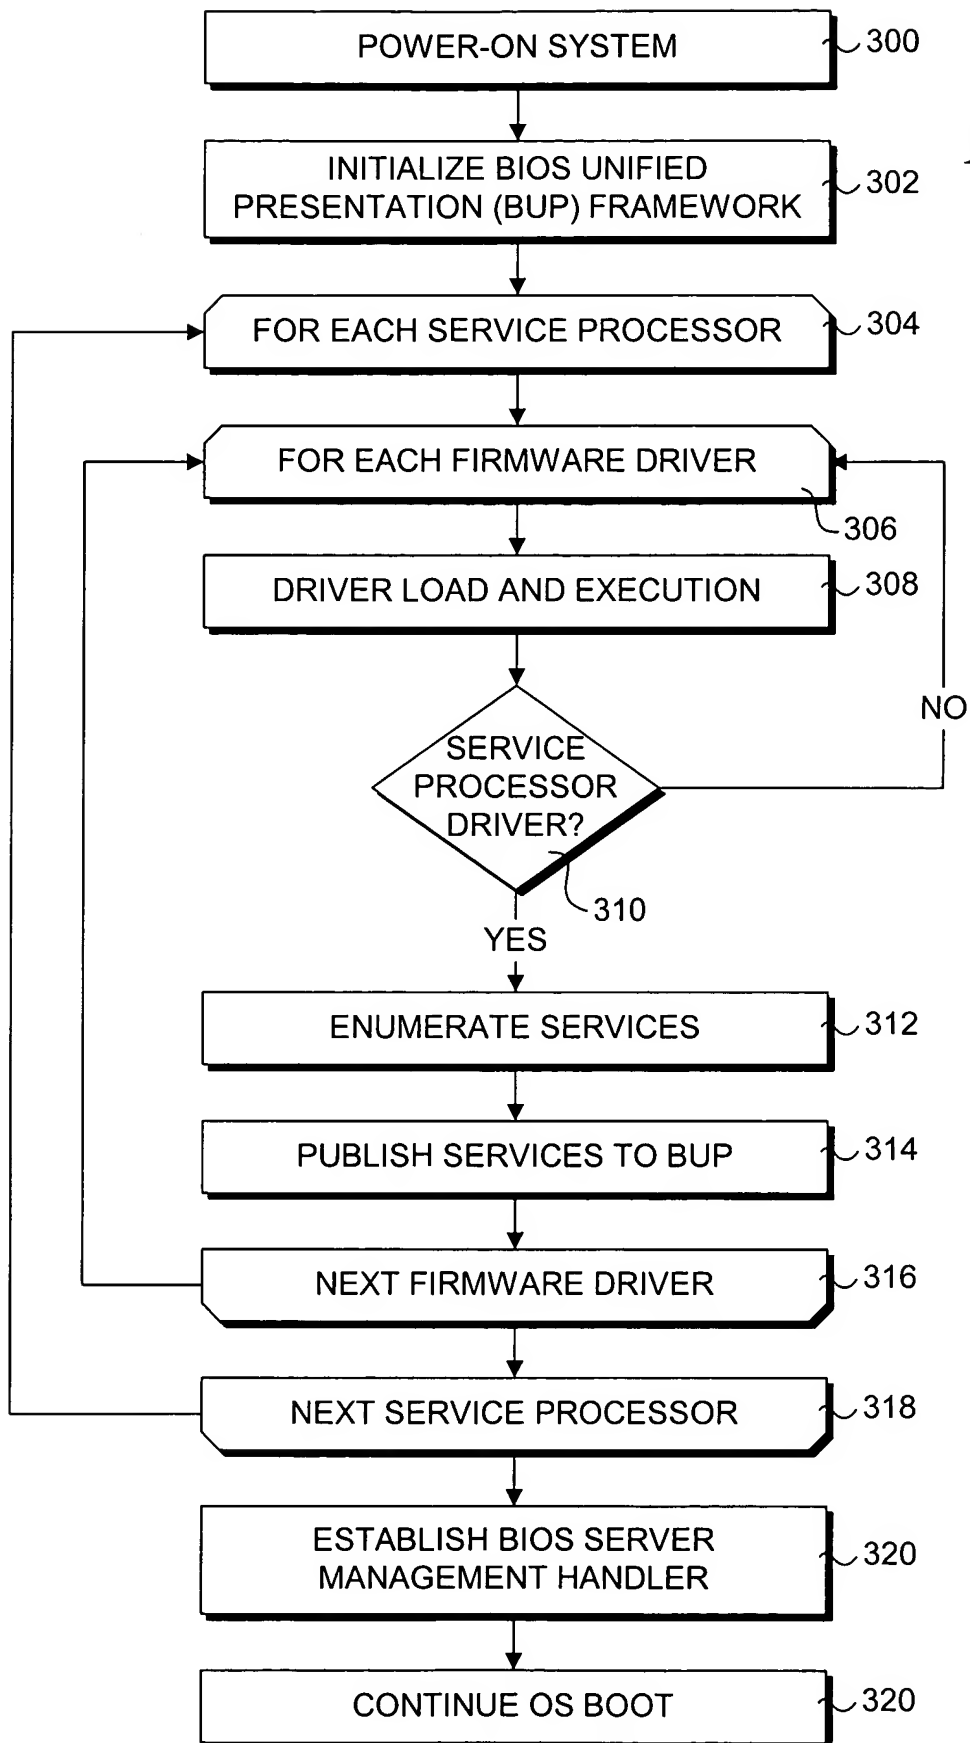 POWER-ON SYSTEM
300
INITIALIZE BIOS UNIFIED
PRESENTATION (BUP) FRAMEWORK
302
FOR EACH SERVICE PROCESSOR
304
FOR EACH FIRMWARE DRIVER
306
DRIVER LOAD AND EXECUTION
308
NO
SERVICE
PROCESSOR
DRIVER?
310
YES
ENUMERATE SERVICES
312
PUBLISH SERVICES TO BUP
314
NEXT FIRMWARE DRIVER
316
NEXT SERVICE PROCESSOR
318
ESTABLISH BIOS SERVER
MANAGEMENT HANDLER
320
CONTINUE OS BOOT
320